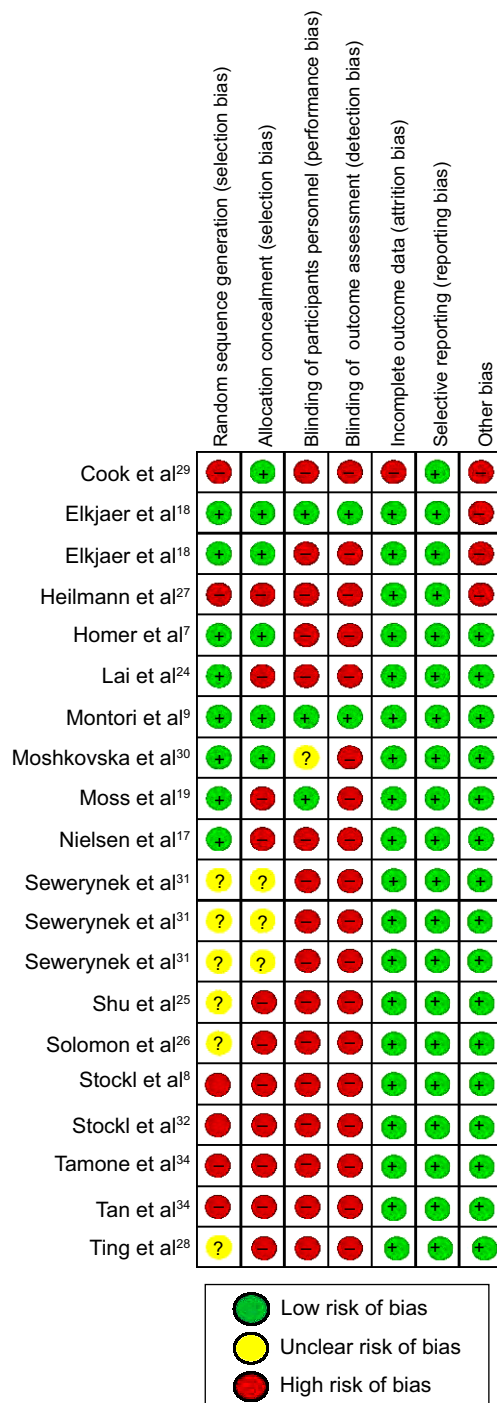 Random sequence generation (selection bias)
Allocation concealment (selection bias)
Blinding of participants personnel (performance bias)
Blinding of outcome assessment (detection bias)
Incomplete outcome data (attrition bias)
Selective reporting (reporting bias)
Other bias
Cook et al29 − + − − − + −
Elkjaer et al18 + + + + + + −
Elkjaer et al18 + + − − + + −
Heilmann et al27 − − − − + + −
Homer et al7 + + − − + + +
Lai et al24 + − − − + + +
Montori et al9 + + + + + + +
Moshkovska et al30 + + ? − + + +
Moss et al19 + − + − + + +
Nielsen et al17 + − − − + + +
Sewerynek et al31 ? ? − − + + +
Sewerynek et al31 ? ? − − + + +
Sewerynek et al31 ? ? − − + + +
Shu et al25 ? − − − + + +
Solomon et al26 ? − − − + + +
Stockl et al8 − − − + + +
Stockl et al32 − − − + + +
Tamone et al34 − − − − + + +
Tan et al34 − − − − + + +
Ting et al28 ? − − − + + +
Low risk of bias
Unclear risk of bias
High risk of bias